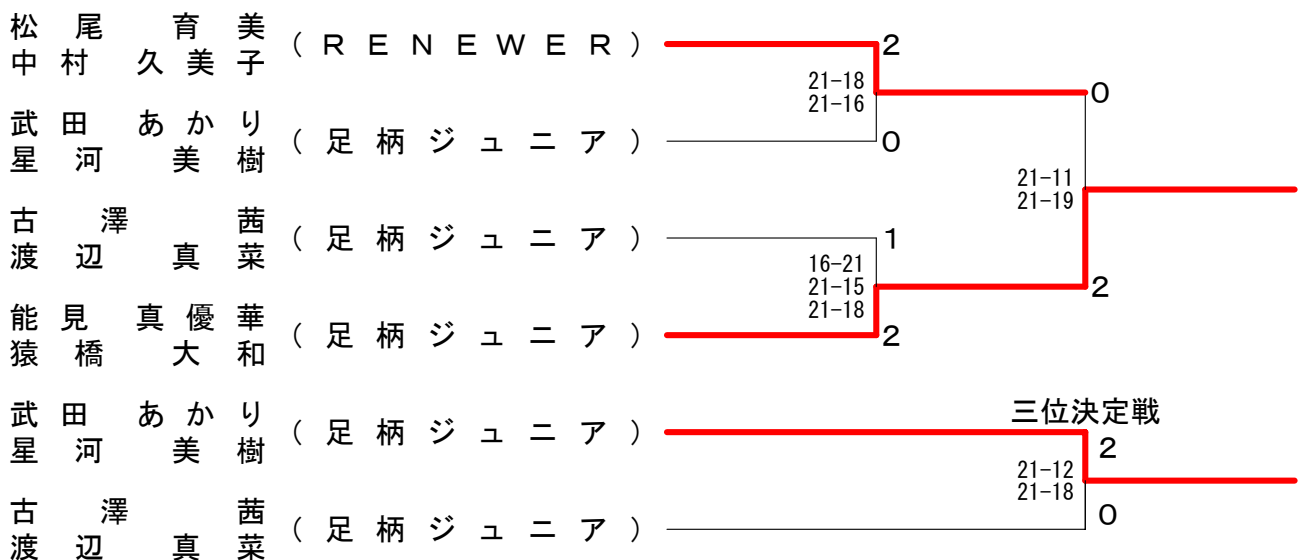 松尾 育美
中村 久美子
(RENEWER)
2
21-18
21-16
0
武田 あかり
星河 美樹
(足柄ジュニア)
0
21-11
21-19
古澤 茜
渡辺 真菜
(足柄ジュニア)
1
16-21
21-15
21-18
2
能見 真優華
猿橋 大和
(足柄ジュニア)
2
三位決定戦
武田 あかり
星河 美樹
(足柄ジュニア)
2
21-12
21-18
古澤 茜
渡辺 真菜
(足柄ジュニア)
0